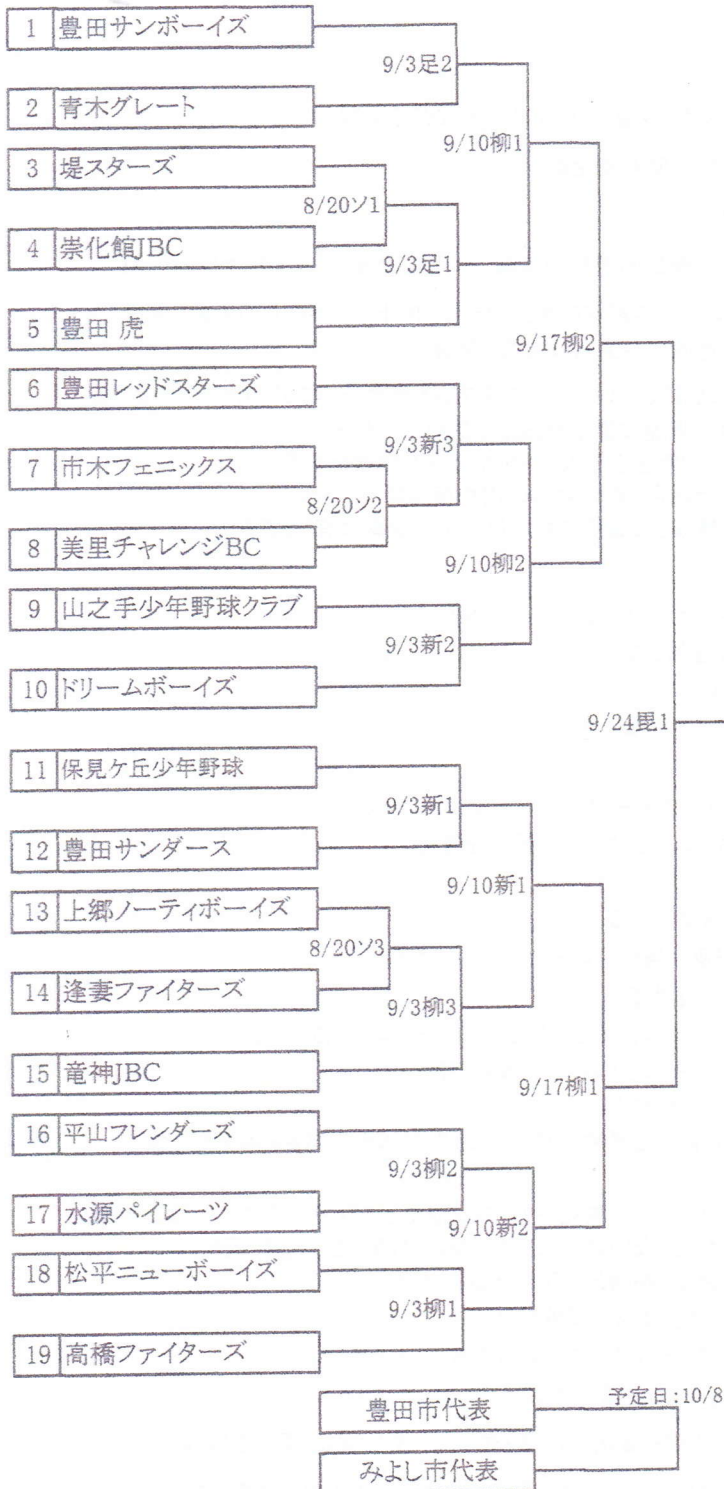 1 豊田サンボーイズ
9/3足2
2 青木グレート
9/10柳1
3 堤スターズ
8/20ソ1
4 崇化館JBC
9/3足1
5 豊田 虎
9/17柳2
6 豊田レッドスターズ
9/3新3
7 市木フェニックス
8/20ソ2
8 美里チャレンジBC
9/10柳2
9 山之手少年野球クラブ
9/3新2
10 ドリームボーイズ
9/24毘1
11 保見ケ丘少年野球
9/3新1
12 豊田サンダース
9/10新1
13 上郷ノーティボーイズ
8/20ソ3
14 逢妻ファイターズ
9/3柳3
15 竜神JBC
9/17柳1
16 平山フレンダーズ
9/3柳2
17 水源パイレーツ
9/10新2
18 松平ニューボーイズ
9/3柳1
19 高橋ファイターズ
予定日:10/8
豊田市代表
みよし市代表